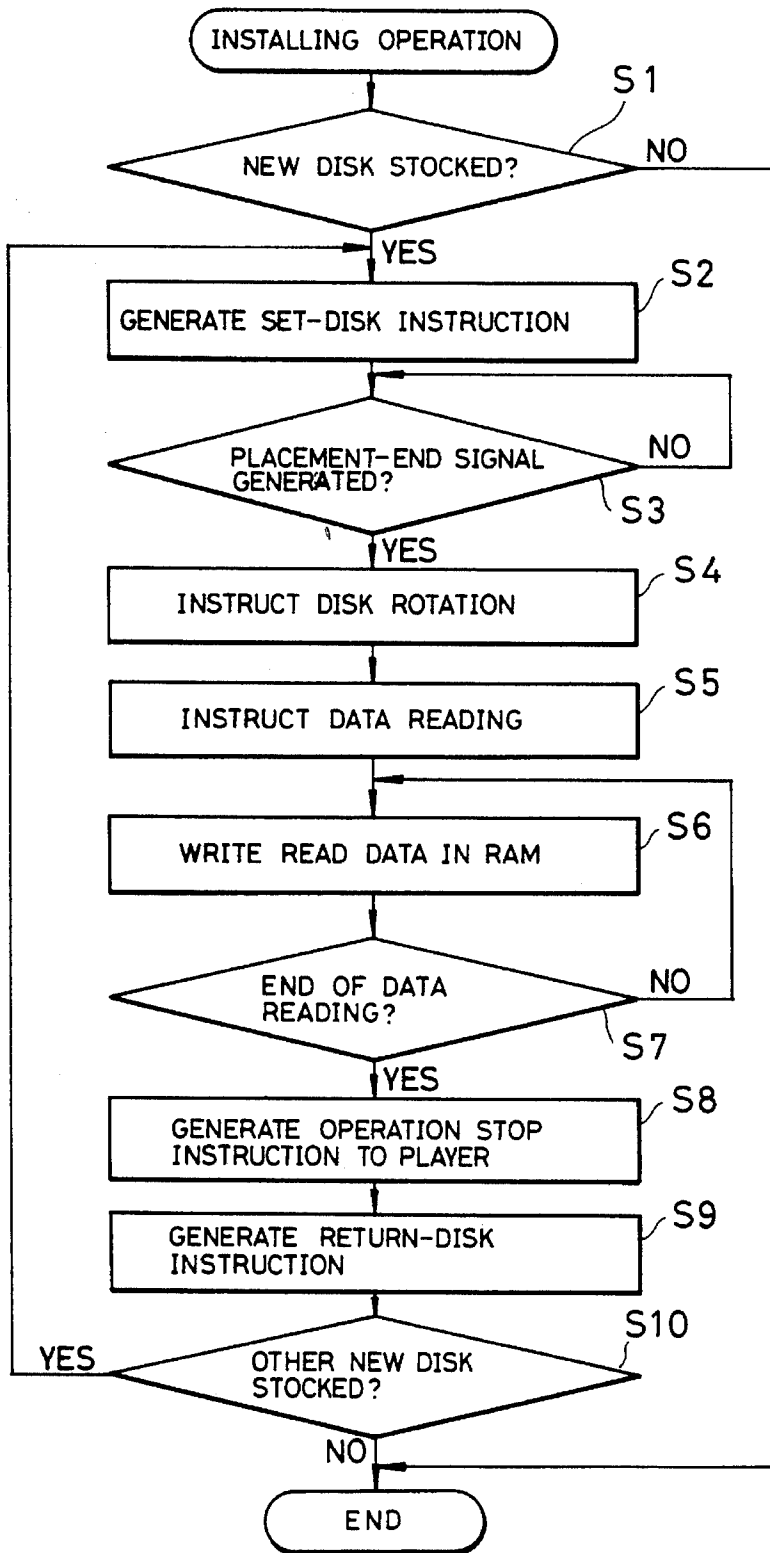 INSTALLING OPERATION
S1
NEW DISK STOCKED?
NO
YES
S2
GENERATE SET-DISK INSTRUCTION
PLACEMENT-END SIGNAL
GENERATED?
NO
S3
YES
S4
INSTRUCT DISK ROTATION
S5
INSTRUCT DATA READING
S6
WRITE READ DATA IN RAM
END OF DATA
READING?
NO
S7
YES
S8
GENERATE OPERATION STOP
INSTRUCTION TO PLAYER
S9
GENERATE RETURN-DISK
INSTRUCTION
S10
YES
OTHER NEW DISK
STOCKED?
NO
END